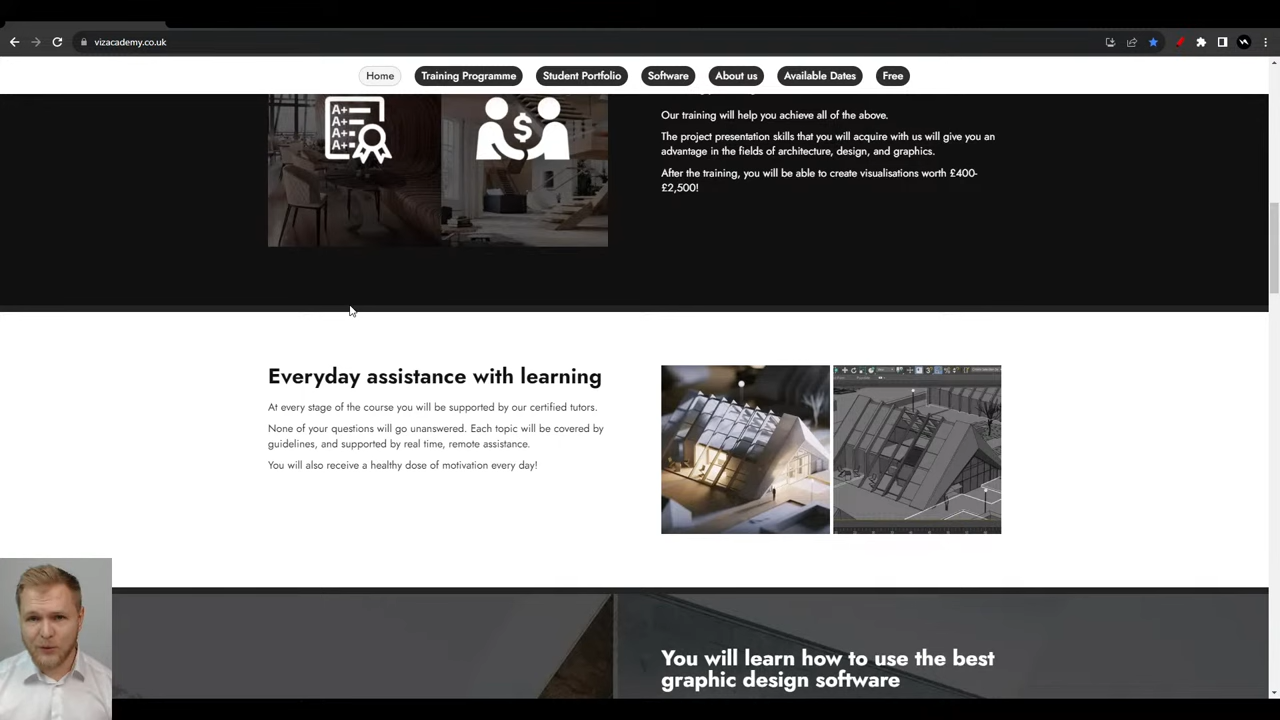 vizacademy.co.uk
Home Training Programme Student Portfolio Software About us Available Dates Free
A+
A+
A+
A+
$
Our training will help you achieve all of the above.
The project presentation skills that you will acquire with us will give you an
advantage in the fields of architecture, design, and graphics.
After the training, you will be able to create visualisations worth £400-
£2,500!
Everyday assistance with learning
At every stage of the course you will be supported by our certified tutors.
None of your questions will go unanswered. Each topic will be covered by
guidelines, and supported by real time, remote assistance.
You will also receive a healthy dose of motivation every day!
You will learn how to use the best
graphic design software